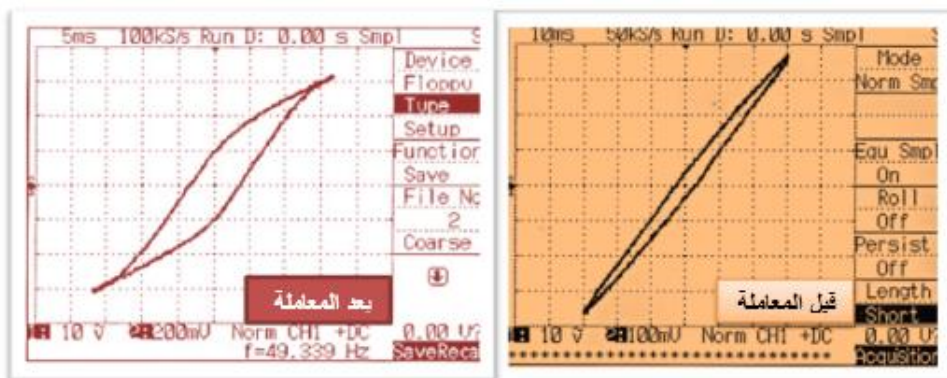 5ms 100kS/s Run D: 0.00 s Smpl
Device
Floppy
Type
Setup
Function
Save
File No
2
Coarse
بعد المعاملة
10 V 200mV Norm CH1 +DC 0.00 V?
f=49.339 Hz SaveReca
10ms 50kS/s Run D: 0.00 s Smpl
Mode
Norm Smp
Equ Smpl
On
Roll
Off
Persist
Off
Length
Short
قبل المعاملة
10 V 100mV Norm CH1 +DC 0.00 V?
Acquisition